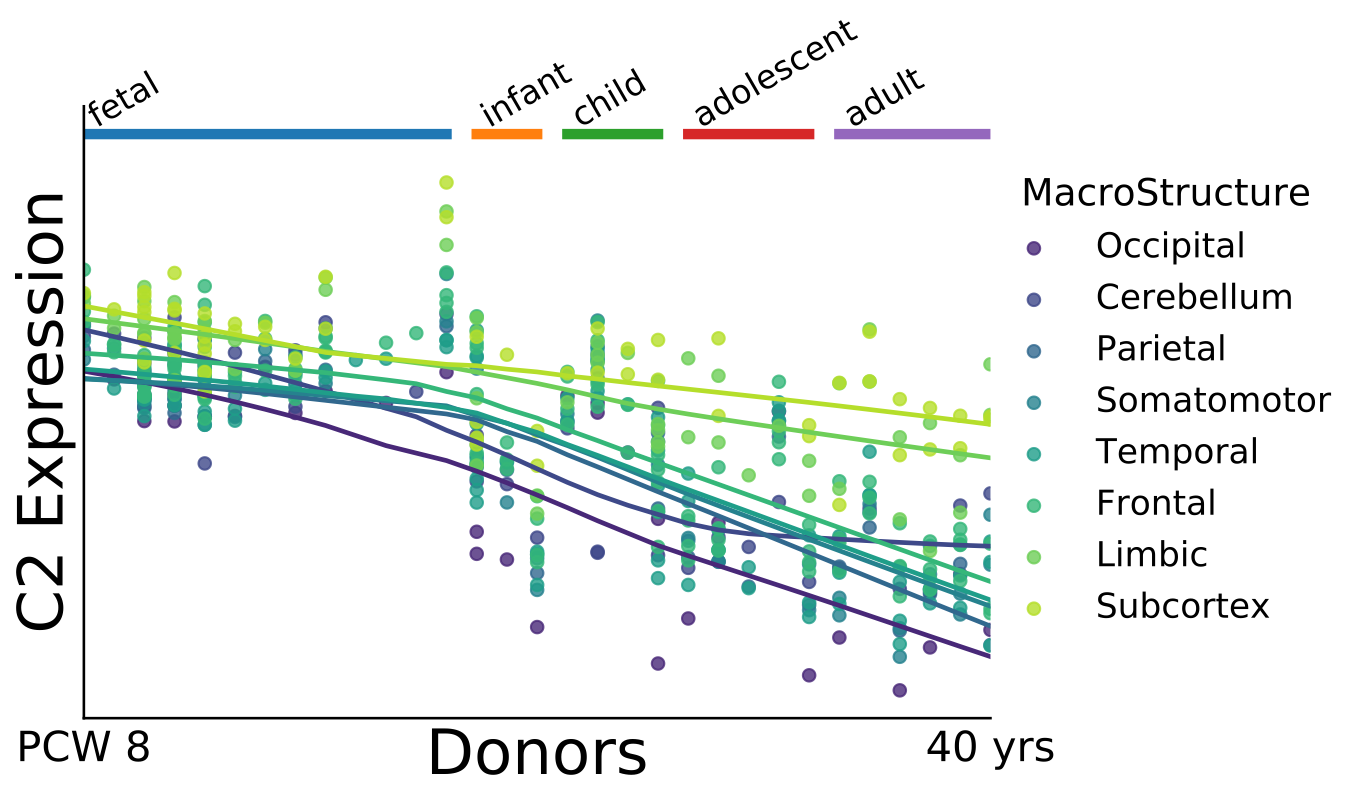 fetal
infant
child
adolescent
adult
C2 Expression
MacroStructure
Occipital
Cerebellum
Parietal
Somatomotor
Temporal
Frontal
Limbic
Subcortex
PCW 8
Donors
40 yrs